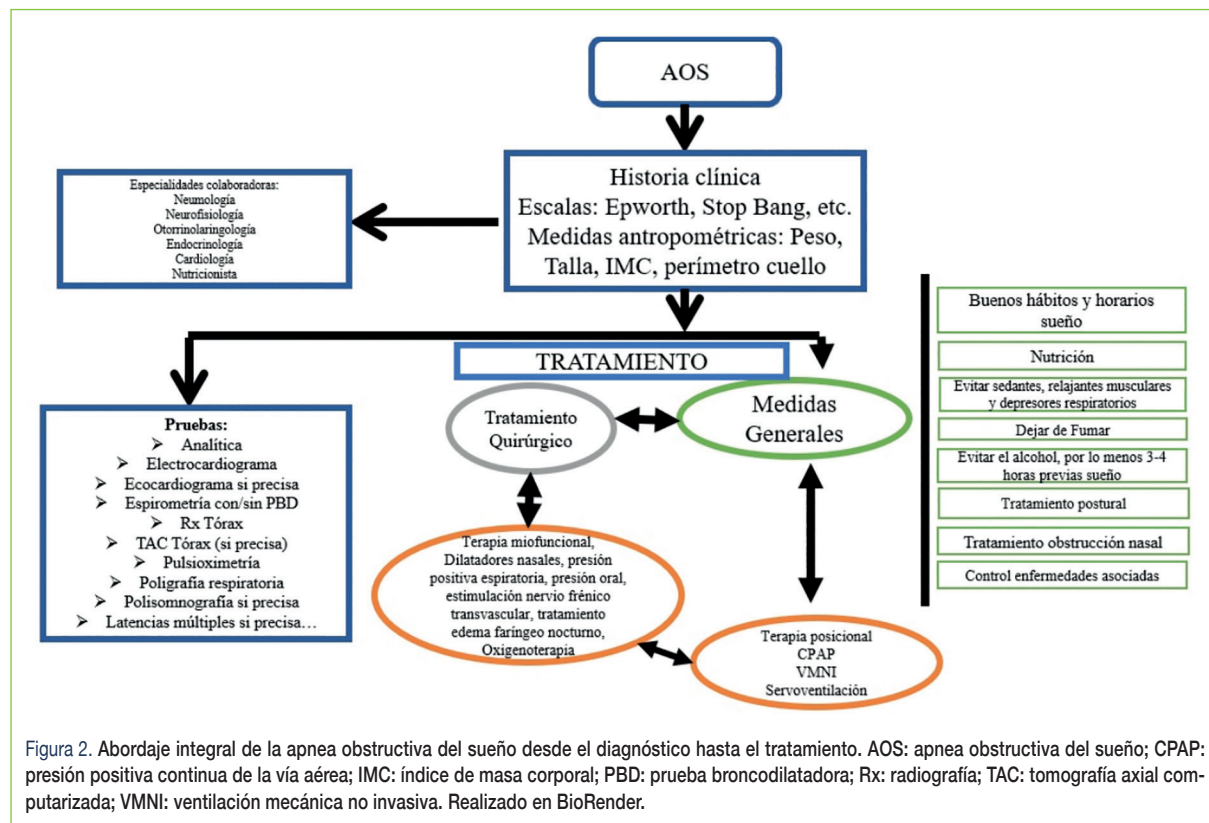 AOS
Historia clínica
Escalas: Epworth, Stop Bang, etc.
Medidas antropométricas: Peso,
Talla, IMC, perímetro cuello
Especialidades colaboradoras:
Neumología
Neurofisiología
Otorrinolaringología
Endocrinología
Cardiología
Nutricionista
TRATAMIENTO
Pruebas:
➢ Analítica
➢ Electrocardiograma
➢ Ecocardiograma si precisa
➢ Espirometría con/sin PBD
➢ Rx Tórax
➢ TAC Tórax (si precisa)
➢ Pulsioximetría
➢ Poligrafía respiratoria
➢ Polisomnografía si precisa
➢ Latencias múltiples si precisa…
Tratamiento
Quirúrgico
Medidas
Generales
Terapia miofuncional,
Dilatadores nasales, presión
positiva espiratoria, presión oral,
estimulación nervio frénico
transvascular, tratamiento
edema faríngeo nocturno,
Oxigenoterapia
Terapia posicional
CPAP
VMNI
Servoventilación
Buenos hábitos y horarios
sueño
Nutrición
Evitar sedantes, relajantes musculares
y depresores respiratorios
Dejar de Fumar
Evitar el alcohol, por lo menos 3-4
horas previas sueño
Tratamiento postural
Tratamiento obstrucción nasal
Control enfermedades asociadas
Figura 2. Abordaje integral de la apnea obstructiva del sueño desde el diagnóstico hasta el tratamiento. AOS: apnea obstructiva del sueño; CPAP:
presión positiva continua de la vía aérea; IMC: índice de masa corporal; PBD: prueba broncodilatadora; Rx: radiografía; TAC: tomografía axial com-
putarizada; VMNI: ventilación mecánica no invasiva. Realizado en BioRender.